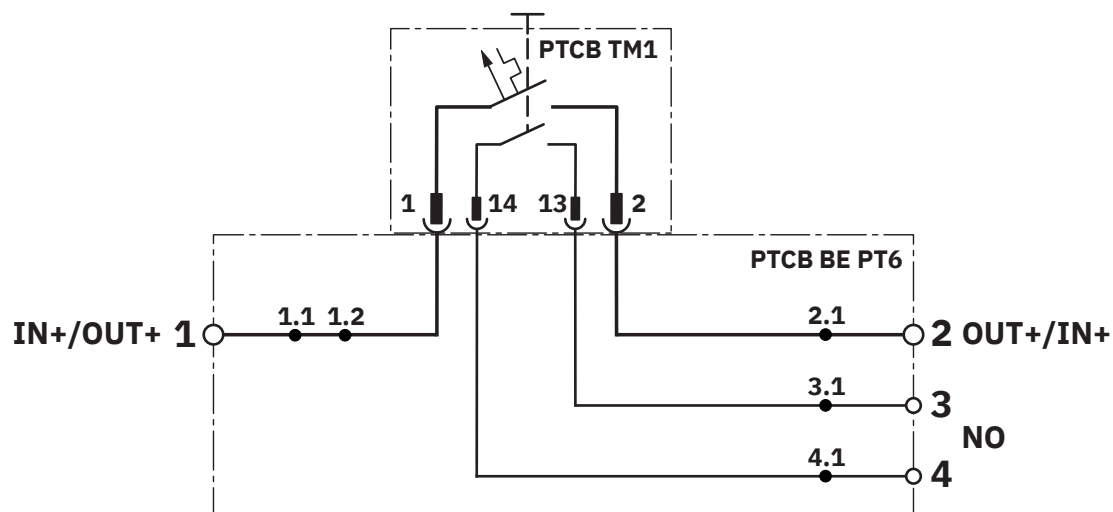 PTCB TM1
1 14 13 2
PTCB BE PT6
1.1 1.2 2.1
IN+/OUT+ 1 2 OUT+/IN+
3.1
3
NO
4.1
4